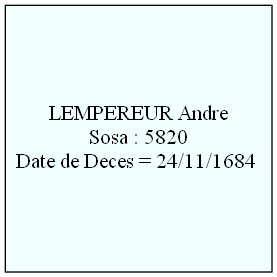 LEMPEREUR Andre
Sosa : 5820
Date de Deces = 24/11/1684